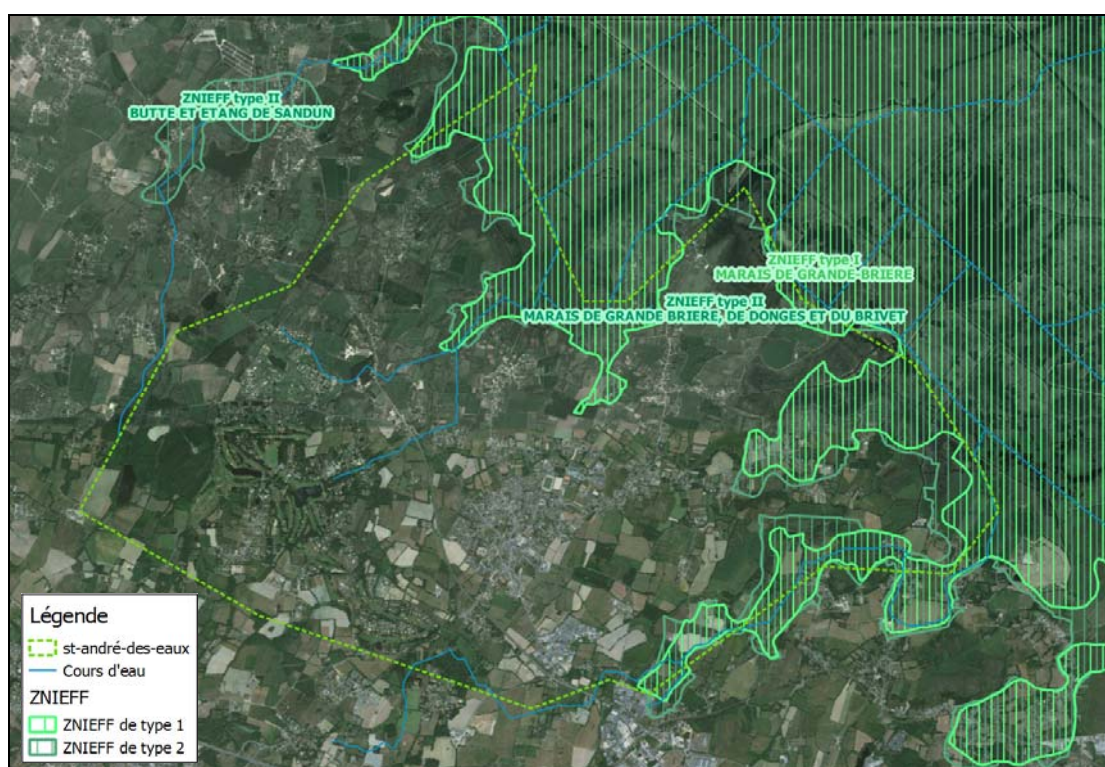 ZNIEFF type II
BUTTE ET ETANG DE SANDUN
ZNIEFF type I
MARAIS DE GRANDE-BRIERE
ZNIEFF type II
MARAIS DE GRANDE BRIERE, DE DONGES ET DU BRIVET
Légende
st-andré-des-eaux
Cours d'eau
ZNIEFF
ZNIEFF de type 1
ZNIEFF de type 2